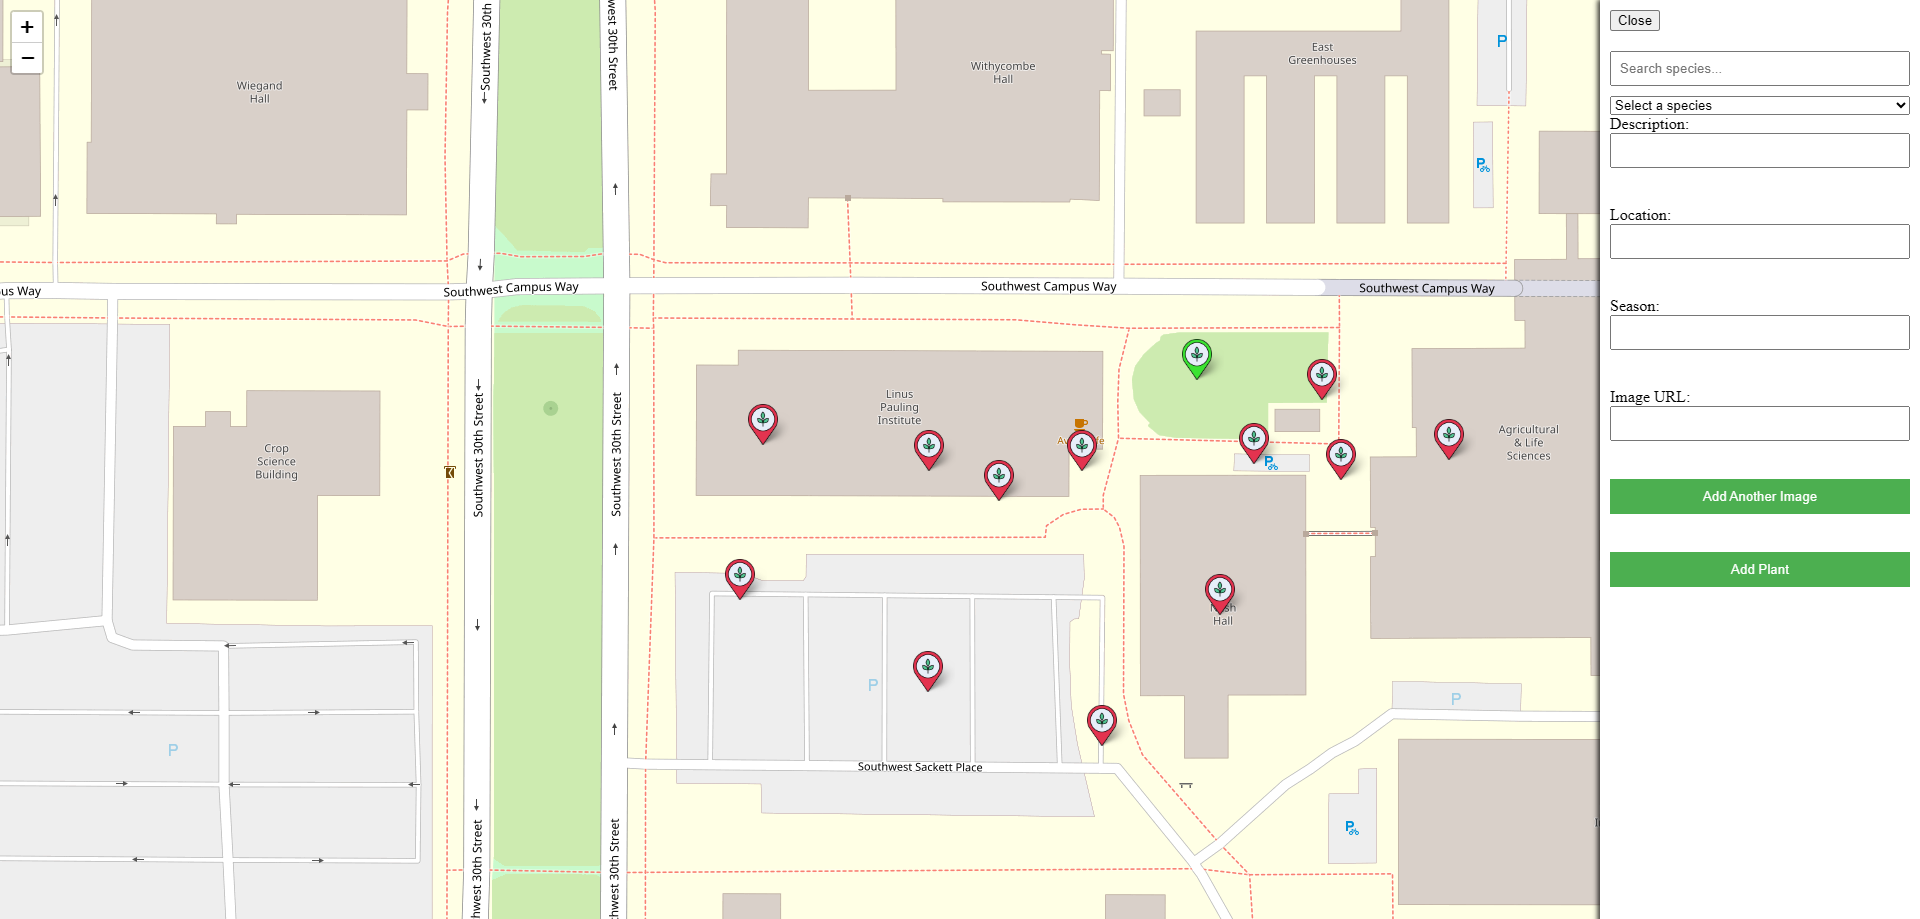 +
−
Wiegand
Hall
Southwest 30th
west 30th Street
Withycombe
Hall
East
Greenhouses
P
P
us Way
Southwest Campus Way
Southwest Campus Way
Southwest Campus Way
Crop
Science
Building
Southwest 30th Street
Southwest 30th Street
Linus
Pauling
Institute
Agricultural
& Life
Sciences
P
Hall
P
P
P
Southwest Sackett Place
P
hwest 30th Street
hwest 30th Street
Close
Search species...
Select a species
Description:
Location:
Season:
Image URL:
Add Another Image
Add Plant